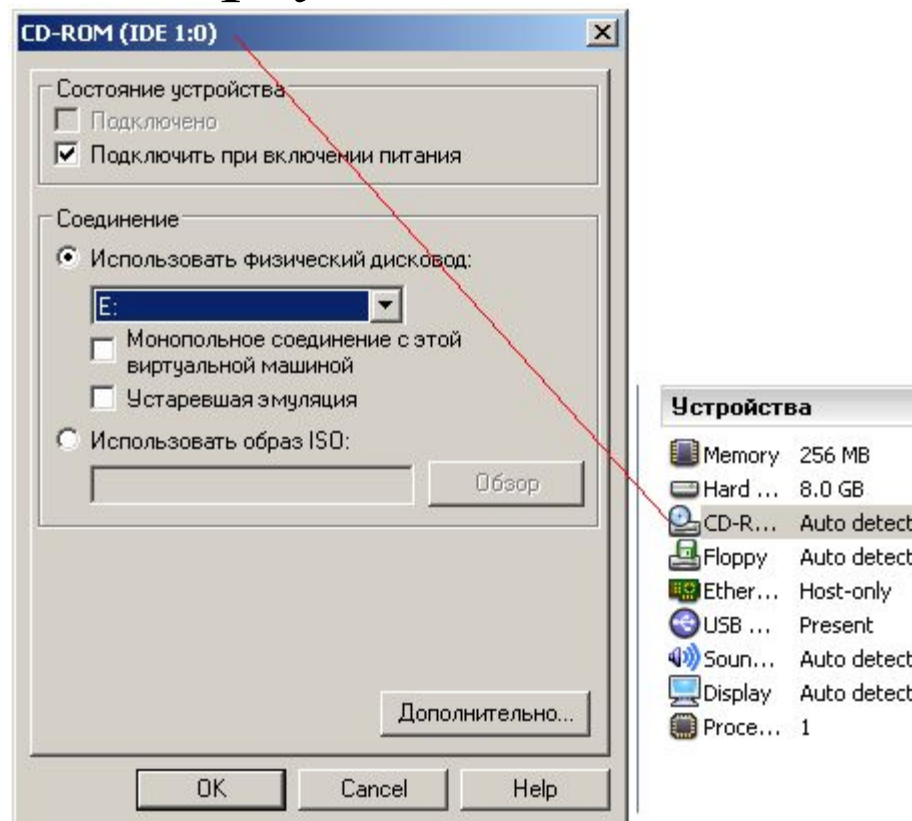 CD-ROM (IDE 1:0)
Состояние устройства
Подключено
Подключить при включении питания
Соединение
Использовать физический дисковод:
E:
Монопольное соединение с этой
виртуальной машиной
Устаревшая эмуляция
Использовать образ ISO:
Обзор
Дополнительно...
OK Cancel Help
Устройства
Memory 256 MB
Hard ... 8.0 GB
CD-R... Auto detect
Floppy Auto detect
Ether... Host-only
USB ... Present
Soun... Auto detect
Display Auto detect
Proce... 1